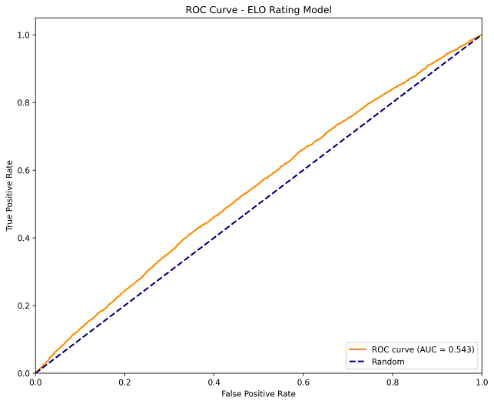 ROC Curve - ELO Rating Model
1.0
0.8
0.6
0.4
0.2
0.0
True Positive Rate
0.0 0.2 0.4 0.6 0.8 1.0
False Positive Rate
ROC curve (AUC = 0.543)
Random